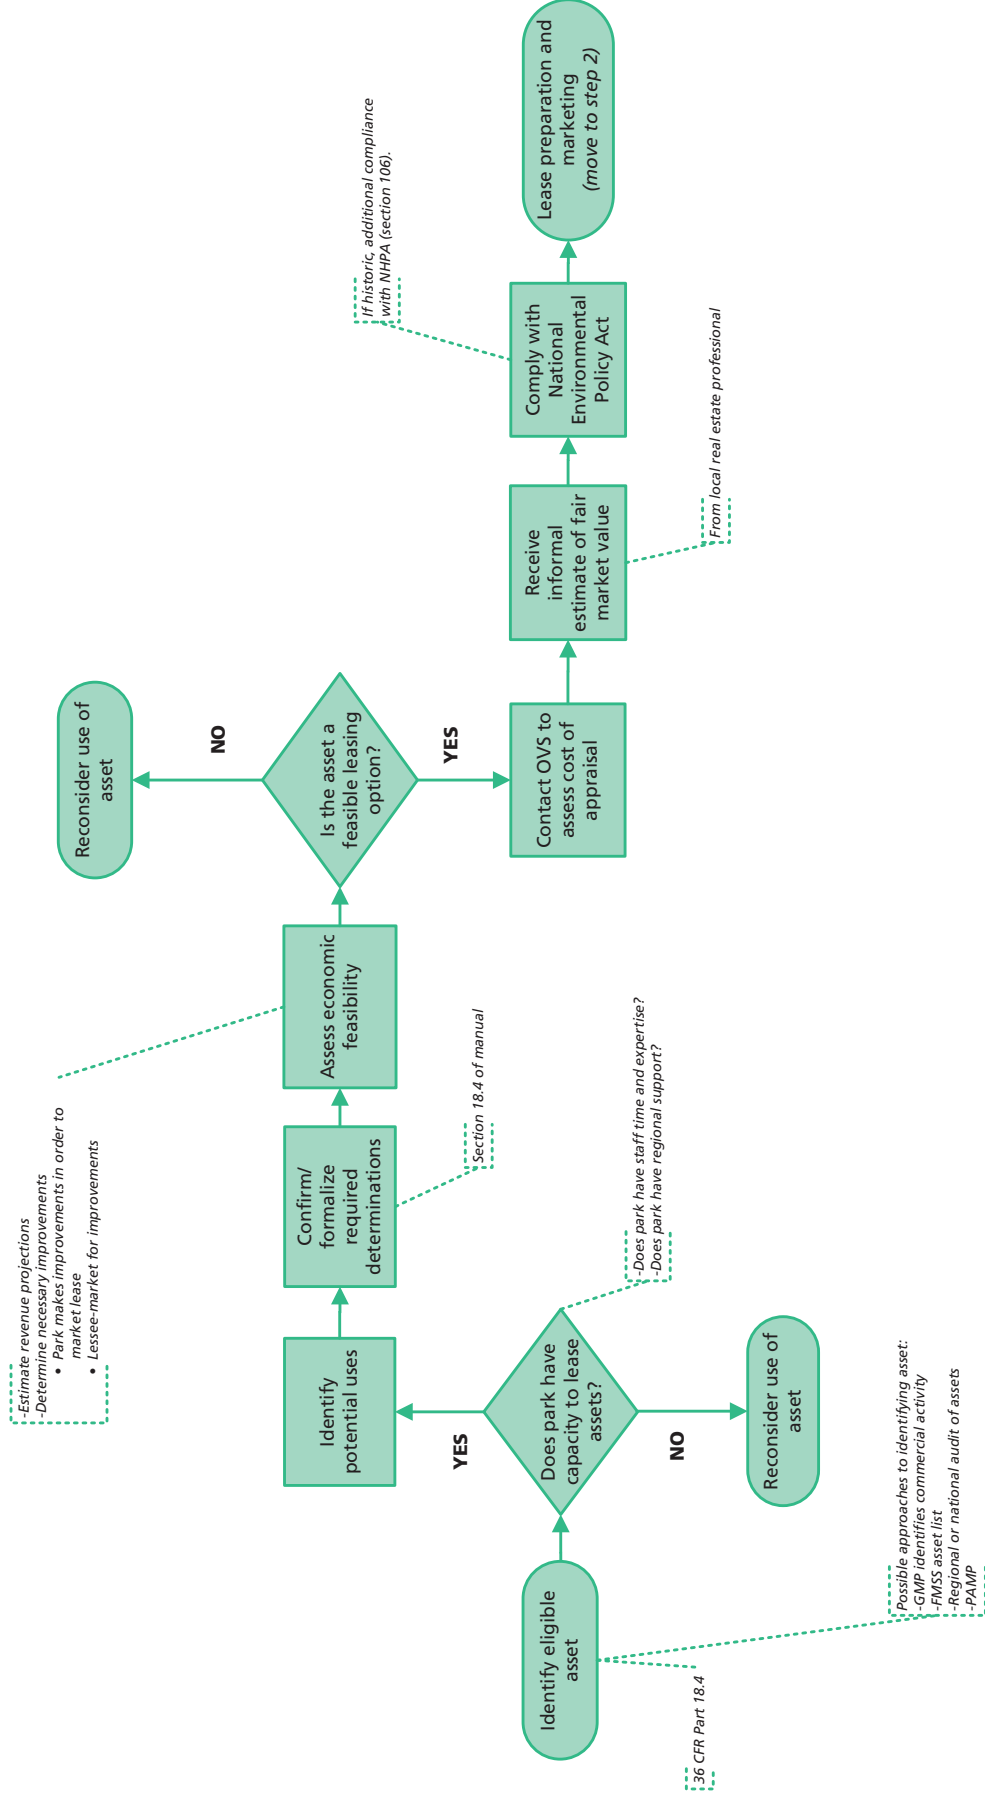 Identify eligible
asset
36 CFR Part 18.4
Possible approaches to identifying asset:
-GMP identifies commercial activity
-FMSS asset list
-Regional or national audit of assets
-PAMP
Does park have
capacity to lease
assets?
-Does park have staff time and expertise?
-Does park have regional support?
NO
Reconsider use of
asset
YES
Identify
potential uses
Confirm/
formalize
required
determinations
Section 18.4 of manual
Assess economic
feasibility
-Estimate revenue projections
-Determine necessary improvements
• Park makes improvements in order to
market lease
• Lessee-market for improvements
Is the asset a
feasible leasing
option?
NO
Reconsider use of
asset
YES
Contact OVS to
assess cost of
appraisal
Receive
informal
estimate of fair
market value
From local real estate professional
Comply with
National
Environmental
Policy Act
If historic, additional compliance
with NHPA (section 106).
Lease preparation and
marketing
(move to step 2)